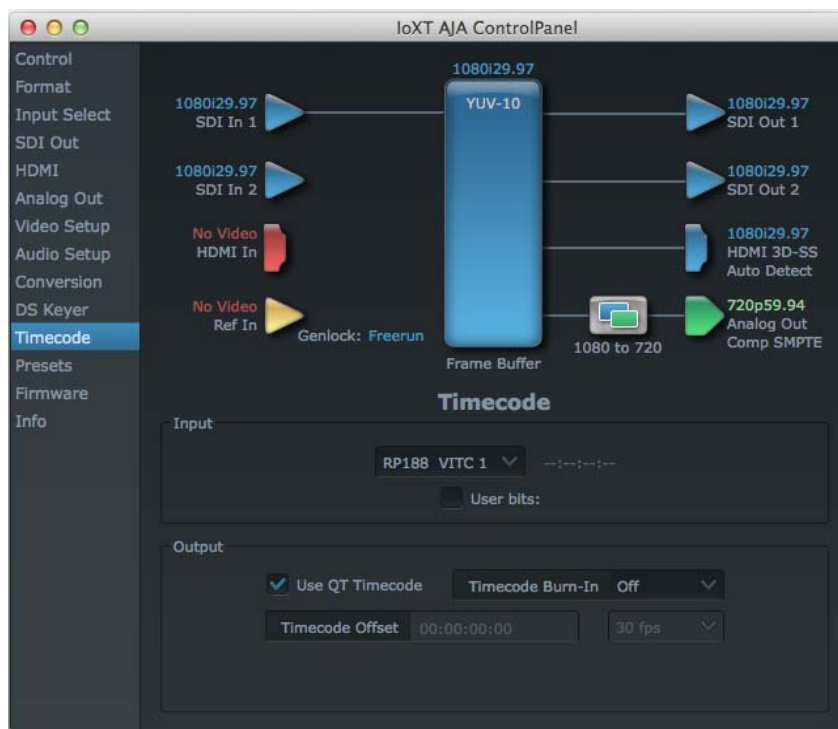 IoXT AJA ControlPanel
Control
Format
Input Select
SDI Out
HDMI
Analog Out
Video Setup
Audio Setup
Conversion
DS Keyer
Timecode
Presets
Firmware
Info
1080i29.97
YUV-10
1080i29.97
SDI In 1
1080i29.97
SDI In 2
No Video
HDMI In
No Video
Ref In
Genlock: Freerun
Frame Buffer
1080 to 720
1080i29.97
SDI Out 1
1080i29.97
SDI Out 2
1080i29.97
HDMI 3D-SS
Auto Detect
720p59.94
Analog Out
Comp SMPTE
Timecode
Input
RP188 VITC 1 --:--:--:--
User bits:
Output
Use QT Timecode Timecode Burn-In Off
Timecode Offset 00:00:00:00 30 fps